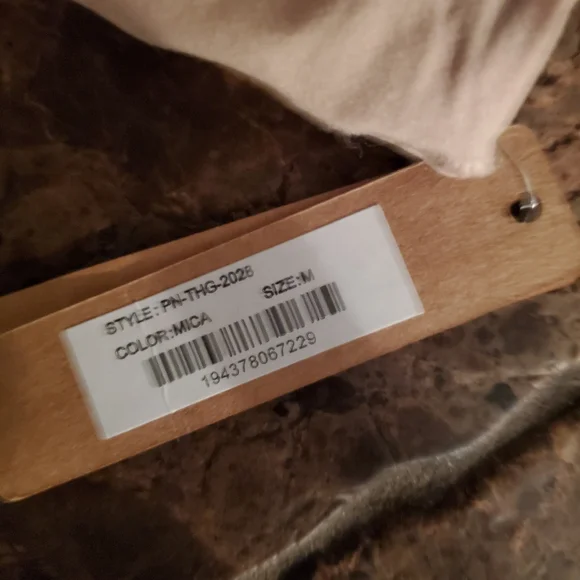 STYLE: PN-THG-2028
SIZE:M
COLOR:MICA
194378067229